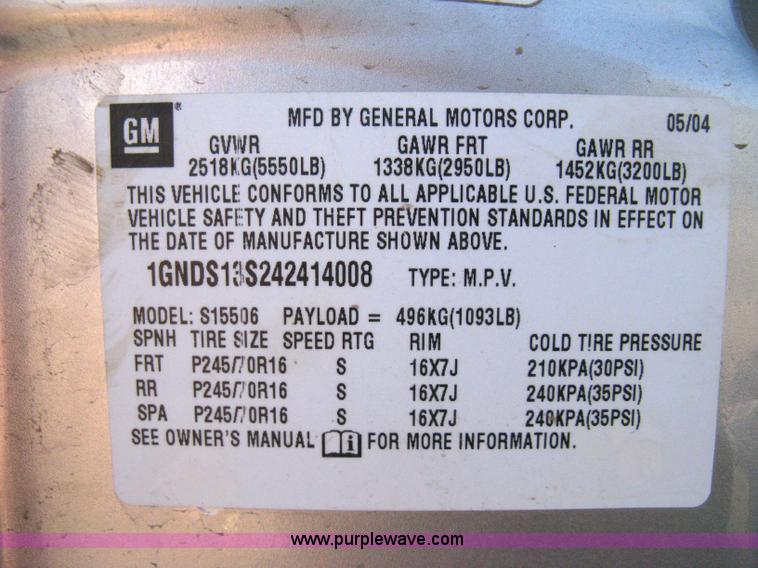 GM ® MFD BY GENERAL MOTORS CORP. 05/04
GVWR GAWR FRT GAWR RR
2518KG(5550LB) 1338KG(2950LB) 1452KG(3200LB)
THIS VEHICLE CONFORMS TO ALL APPLICABLE U.S. FEDERAL MOTOR
VEHICLE SAFETY AND THEFT PREVENTION STANDARDS IN EFFECT ON
THE DATE OF MANUFACTURE SHOWN ABOVE.
1GNDS13S242414008 TYPE: M.P.V.
MODEL: S15506 PAYLOAD = 496KG(1093LB)
SPNH TIRE SIZE SPEED RTG RIM COLD TIRE PRESSURE
FRT P245/70R16 S 16X7J 210KPA(30PSI)
RR P245/70R16 S 16X7J 240KPA(35PSI)
SPA P245/70R16 S 16X7J 240KPA(35PSI)
SEE OWNER'S MANUAL i FOR MORE INFORMATION.
www.purplewave.com